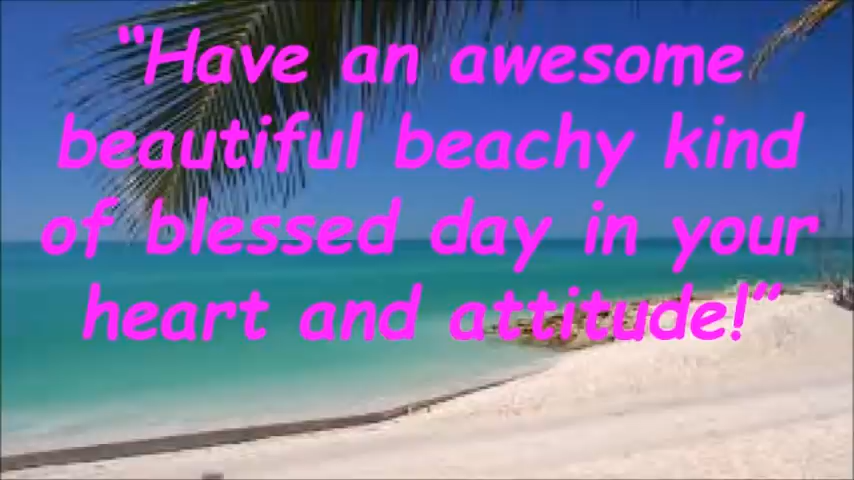 “Have an awesome
beautiful beachy kind
of blessed day in your
heart and attitude!”